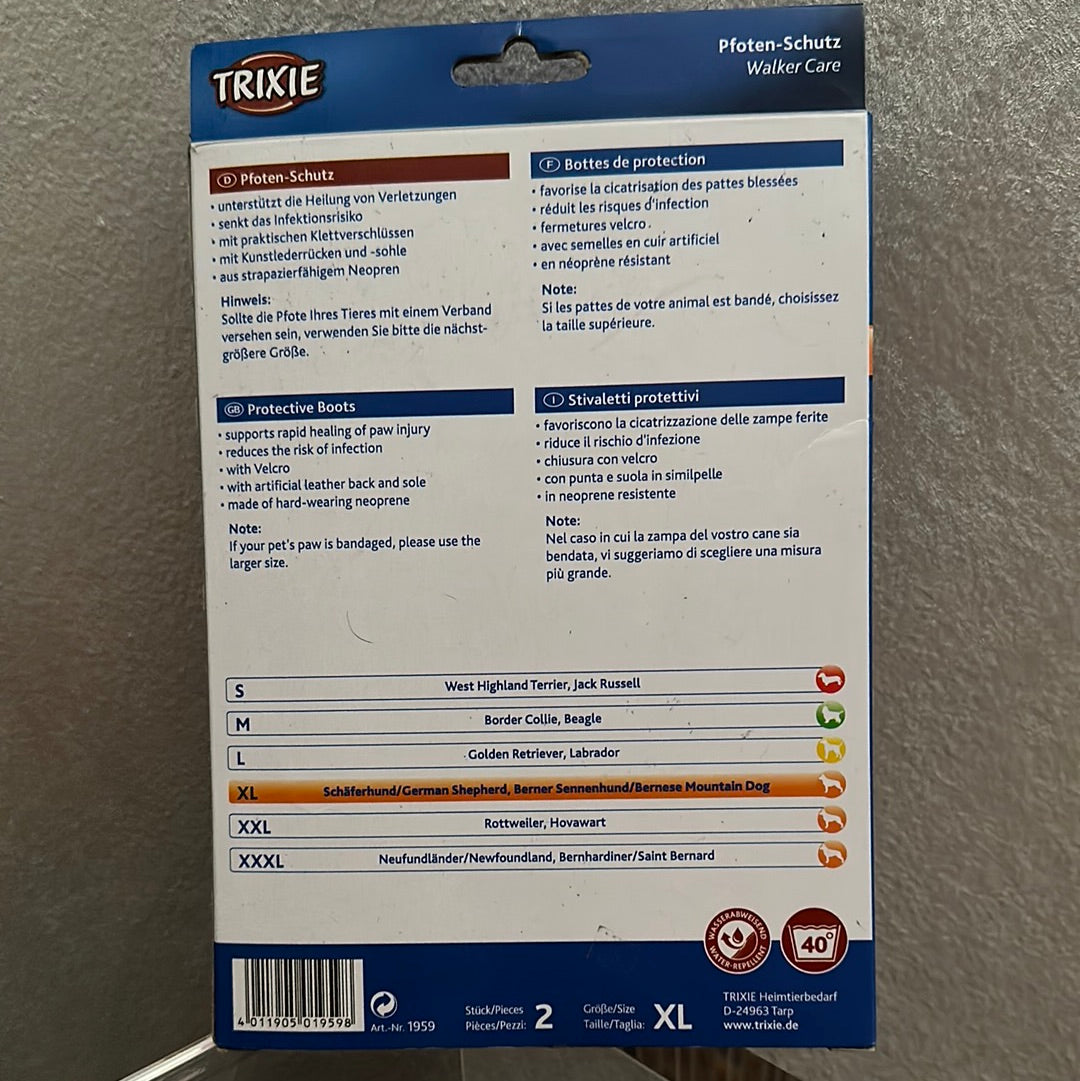 TRIXIE
Pfoten-Schutz
Walker Care
D Pfoten-Schutz
• unterstützt die Heilung von Verletzungen
• senkt das Infektionsrisiko
• mit praktischen Klettverschlüssen
• mit Kunstlederrücken und -sohle
• aus strapazierfähigem Neopren
Hinweis:
Sollte die Pfote Ihres Tieres mit einem Verband
versehen sein, verwenden Sie bitte die nächst-
größere Größe.
F Bottes de protection
• favorise la cicatrisation des pattes blessées
• réduit les risques d'infection
• fermetures velcro
• avec semelles en cuir artificiel
• en néoprène résistant
Note:
Si les pattes de votre animal est bandé, choisissez
la taille supérieure.
GB Protective Boots
• supports rapid healing of paw injury
• reduces the risk of infection
• with Velcro
• with artificial leather back and sole
• made of hard-wearing neoprene
Note:
If your pet's paw is bandaged, please use the
larger size.
I Stivaletti protettivi
• favoriscono la cicatrizzazione delle zampe ferite
• riduce il rischio d'infezione
• chiusura con velcro
• con punta e suola in similpelle
• in neoprene resistente
Note:
Nel caso in cui la zampa del vostro cane sia
bendata, vi suggeriamo di scegliere una misura
più grande.
S West Highland Terrier, Jack Russell
M Border Collie, Beagle
L Golden Retriever, Labrador
XL Schäferhund/German Shepherd, Berner Sennenhund/Bernese Mountain Dog
XXL Rottweiler, Hovawart
XXXL Neufundländer/Newfoundland, Bernhardiner/Saint Bernard
WASSERABWEISEND
WATER-REPELLENT
40°
4 011905 019598
Art.-Nr. 1959
Stück/Pieces
Pièces/Pezzi: 2
Größe/Size
Taille/Taglia: XL
TRIXIE Heimtierbedarf
D-24963 Tarp
www.trixie.de